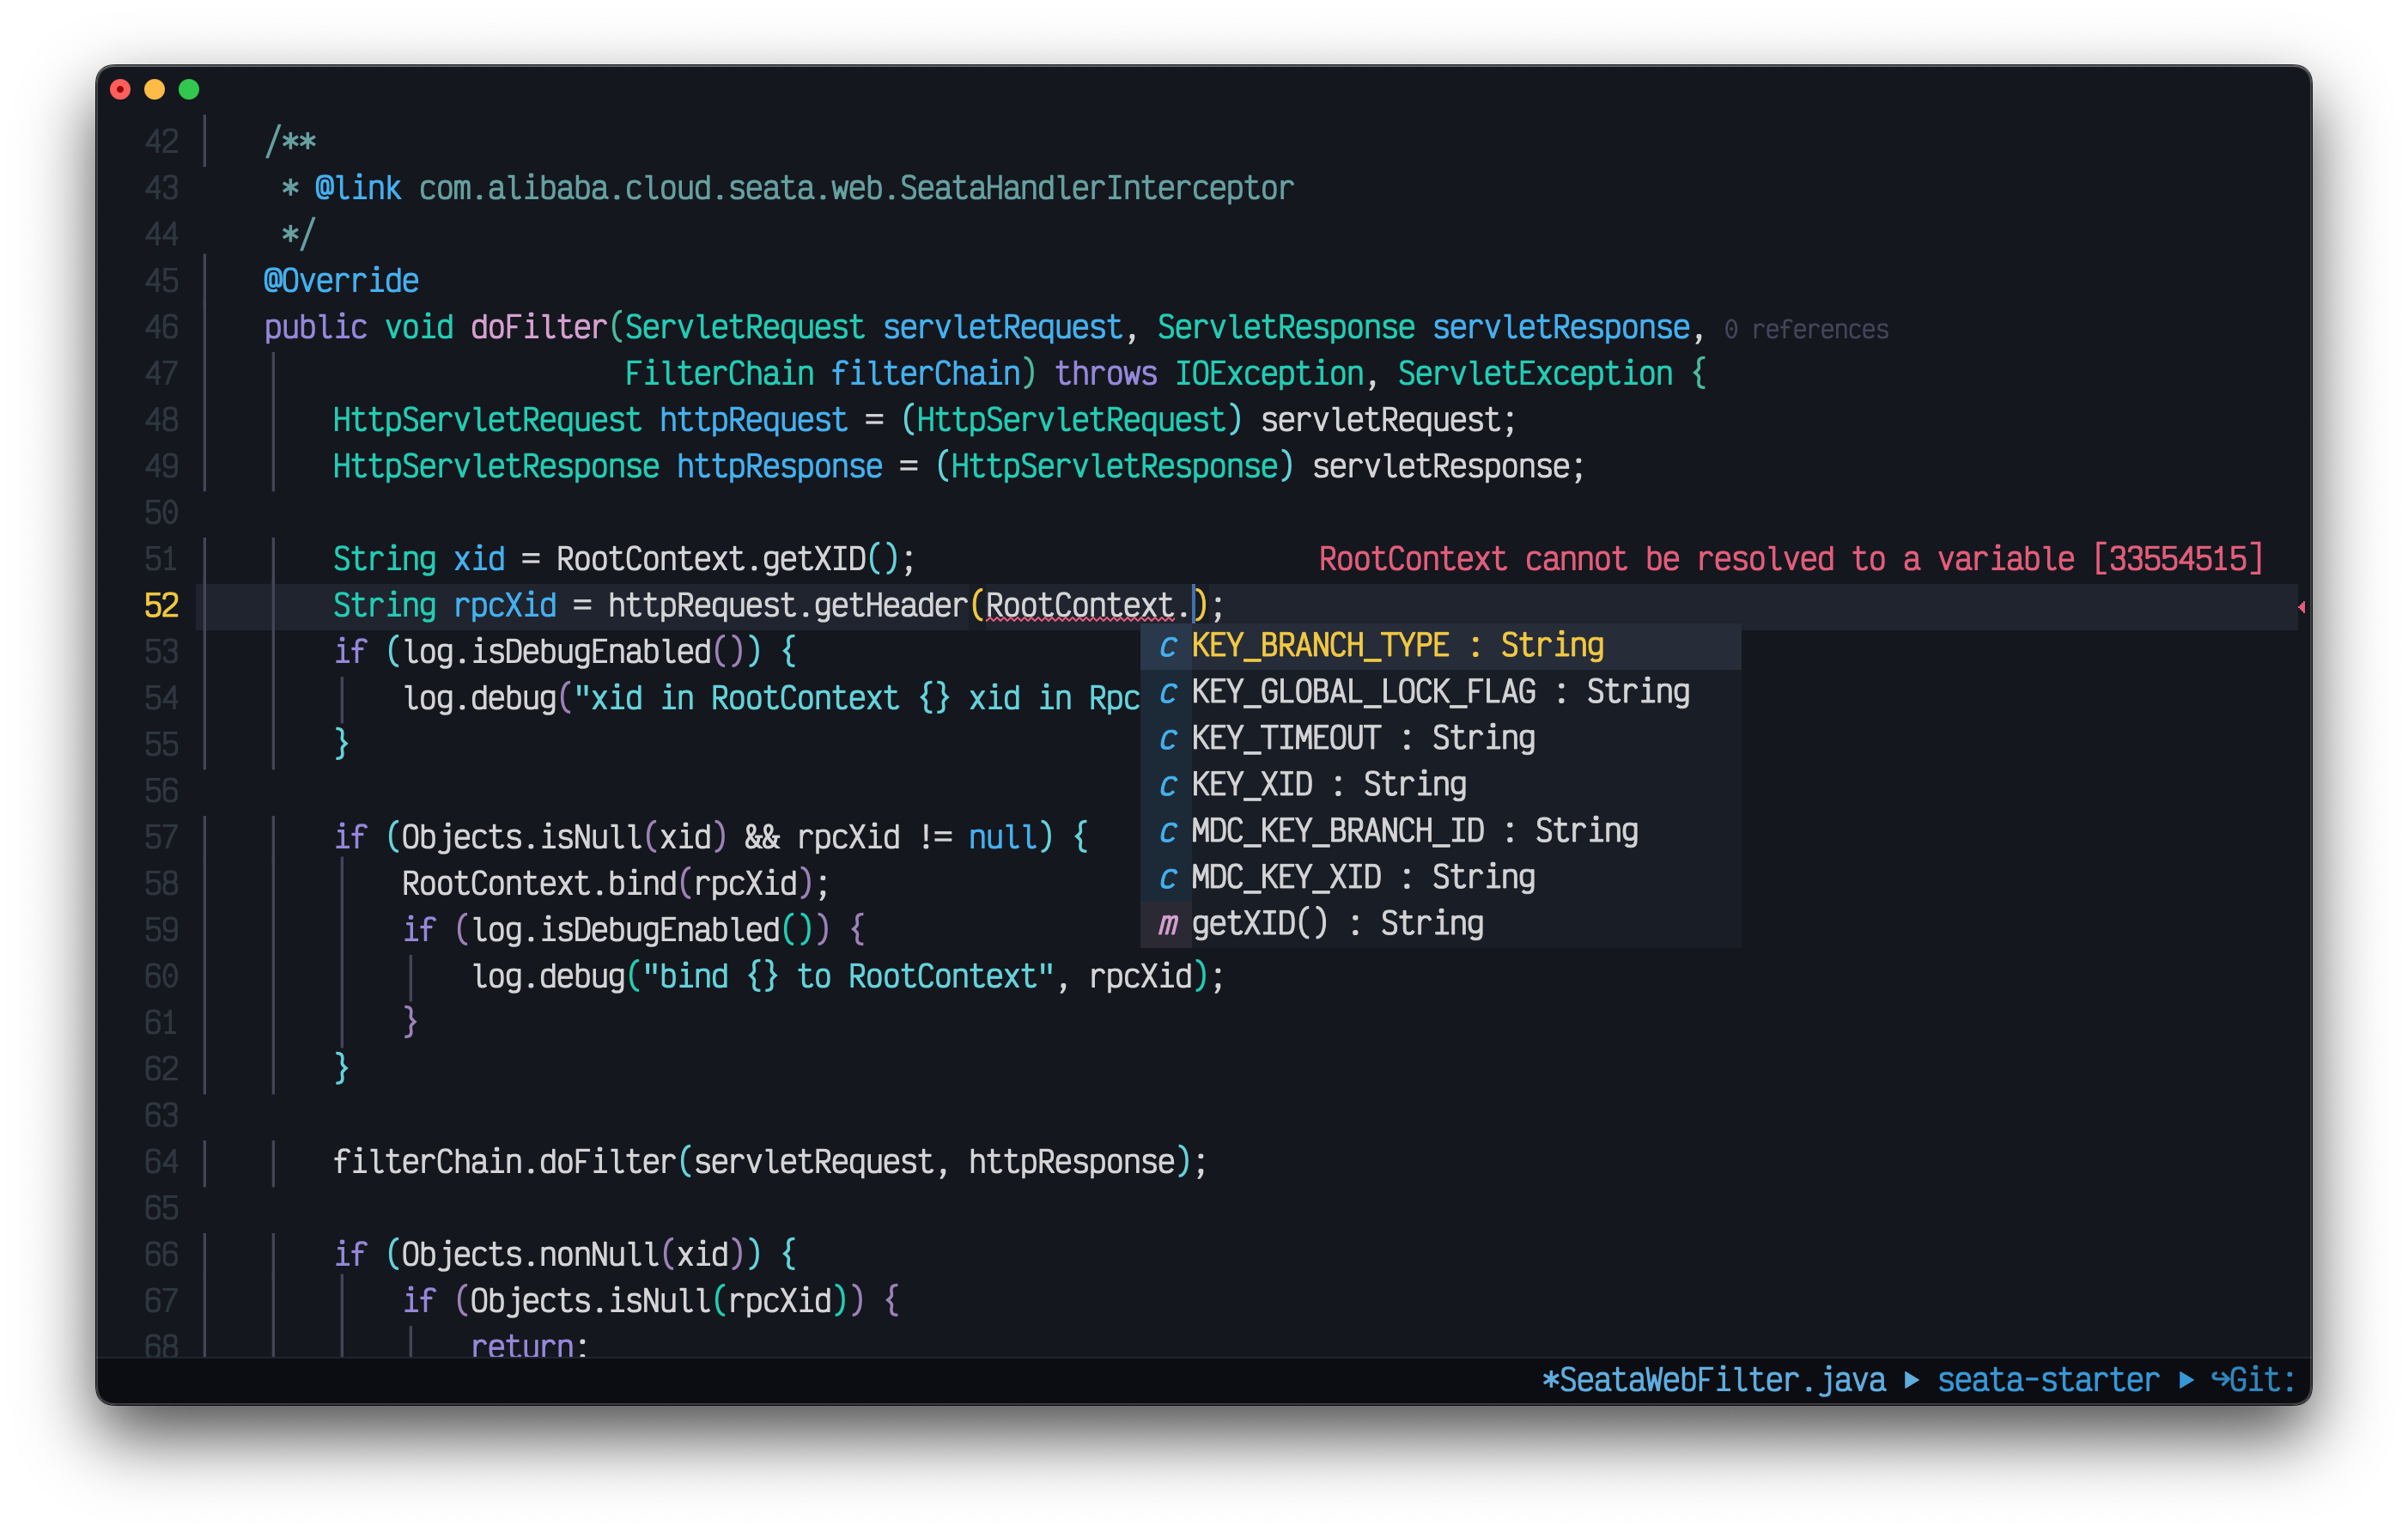 42 /**
43 * @link com.alibaba.cloud.seata.web.SeataHandlerInterceptor
44 */
45 @Override
46 public void doFilter(ServletRequest servletRequest, ServletResponse servletResponse, 0 references
47 FilterChain filterChain) throws IOException, ServletException {
48 HttpServletRequest httpRequest = (HttpServletRequest) servletRequest;
49 HttpServletResponse httpResponse = (HttpServletResponse) servletResponse;
50
51 String xid = RootContext.getXID(); RootContext cannot be resolved to a variable [33554515]
52 String rpcXid = httpRequest.getHeader(RootContext.);
53 if (log.isDebugEnabled()) {
c KEY_BRANCH_TYPE : String
54 log.debug("xid in RootContext {} xid in Rpc
c KEY_GLOBAL_LOCK_FLAG : String
55 }
c KEY_TIMEOUT : String
56
c KEY_XID : String
57 if (Objects.isNull(xid) && rpcXid != null) {
c MDC_KEY_BRANCH_ID : String
58 RootContext.bind(rpcXid);
c MDC_KEY_XID : String
59 if (log.isDebugEnabled()) {
m getXID() : String
60 log.debug("bind {} to RootContext", rpcXid);
61 }
62 }
63
64 filterChain.doFilter(servletRequest, httpResponse);
65
66 if (Objects.nonNull(xid)) {
67 if (Objects.isNull(rpcXid)) {
68 return;
*SeataWebFilter.java ▶ seata-starter ▶ ↪Git: